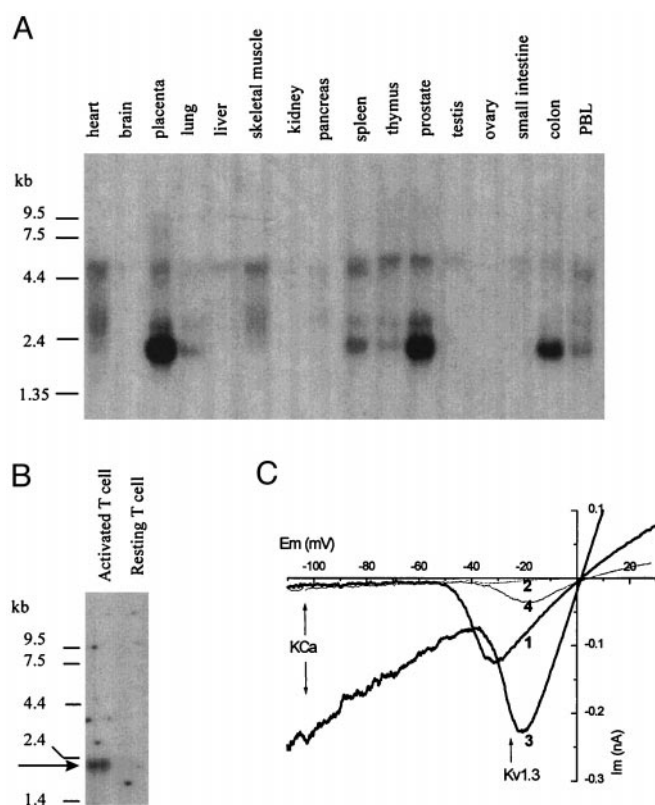 A
heart
brain
placenta
lung
liver
skeletal muscle
kidney
pancreas
spleen
thymus
prostate
testis
ovary
small intestine
colon
PBL
kb
9.5
7.5
4.4
2.4
1.35
B
Activated T cell
Resting T cell
kb
9.5
7.5
4.4
2.4
1.4
C
0.1
Em (mV)
-100 -80 -60 -40 -20 0 20
2
4
KCa
1
-0.1
-0.2
3
Kv1.3
-0.3
Im (nA)